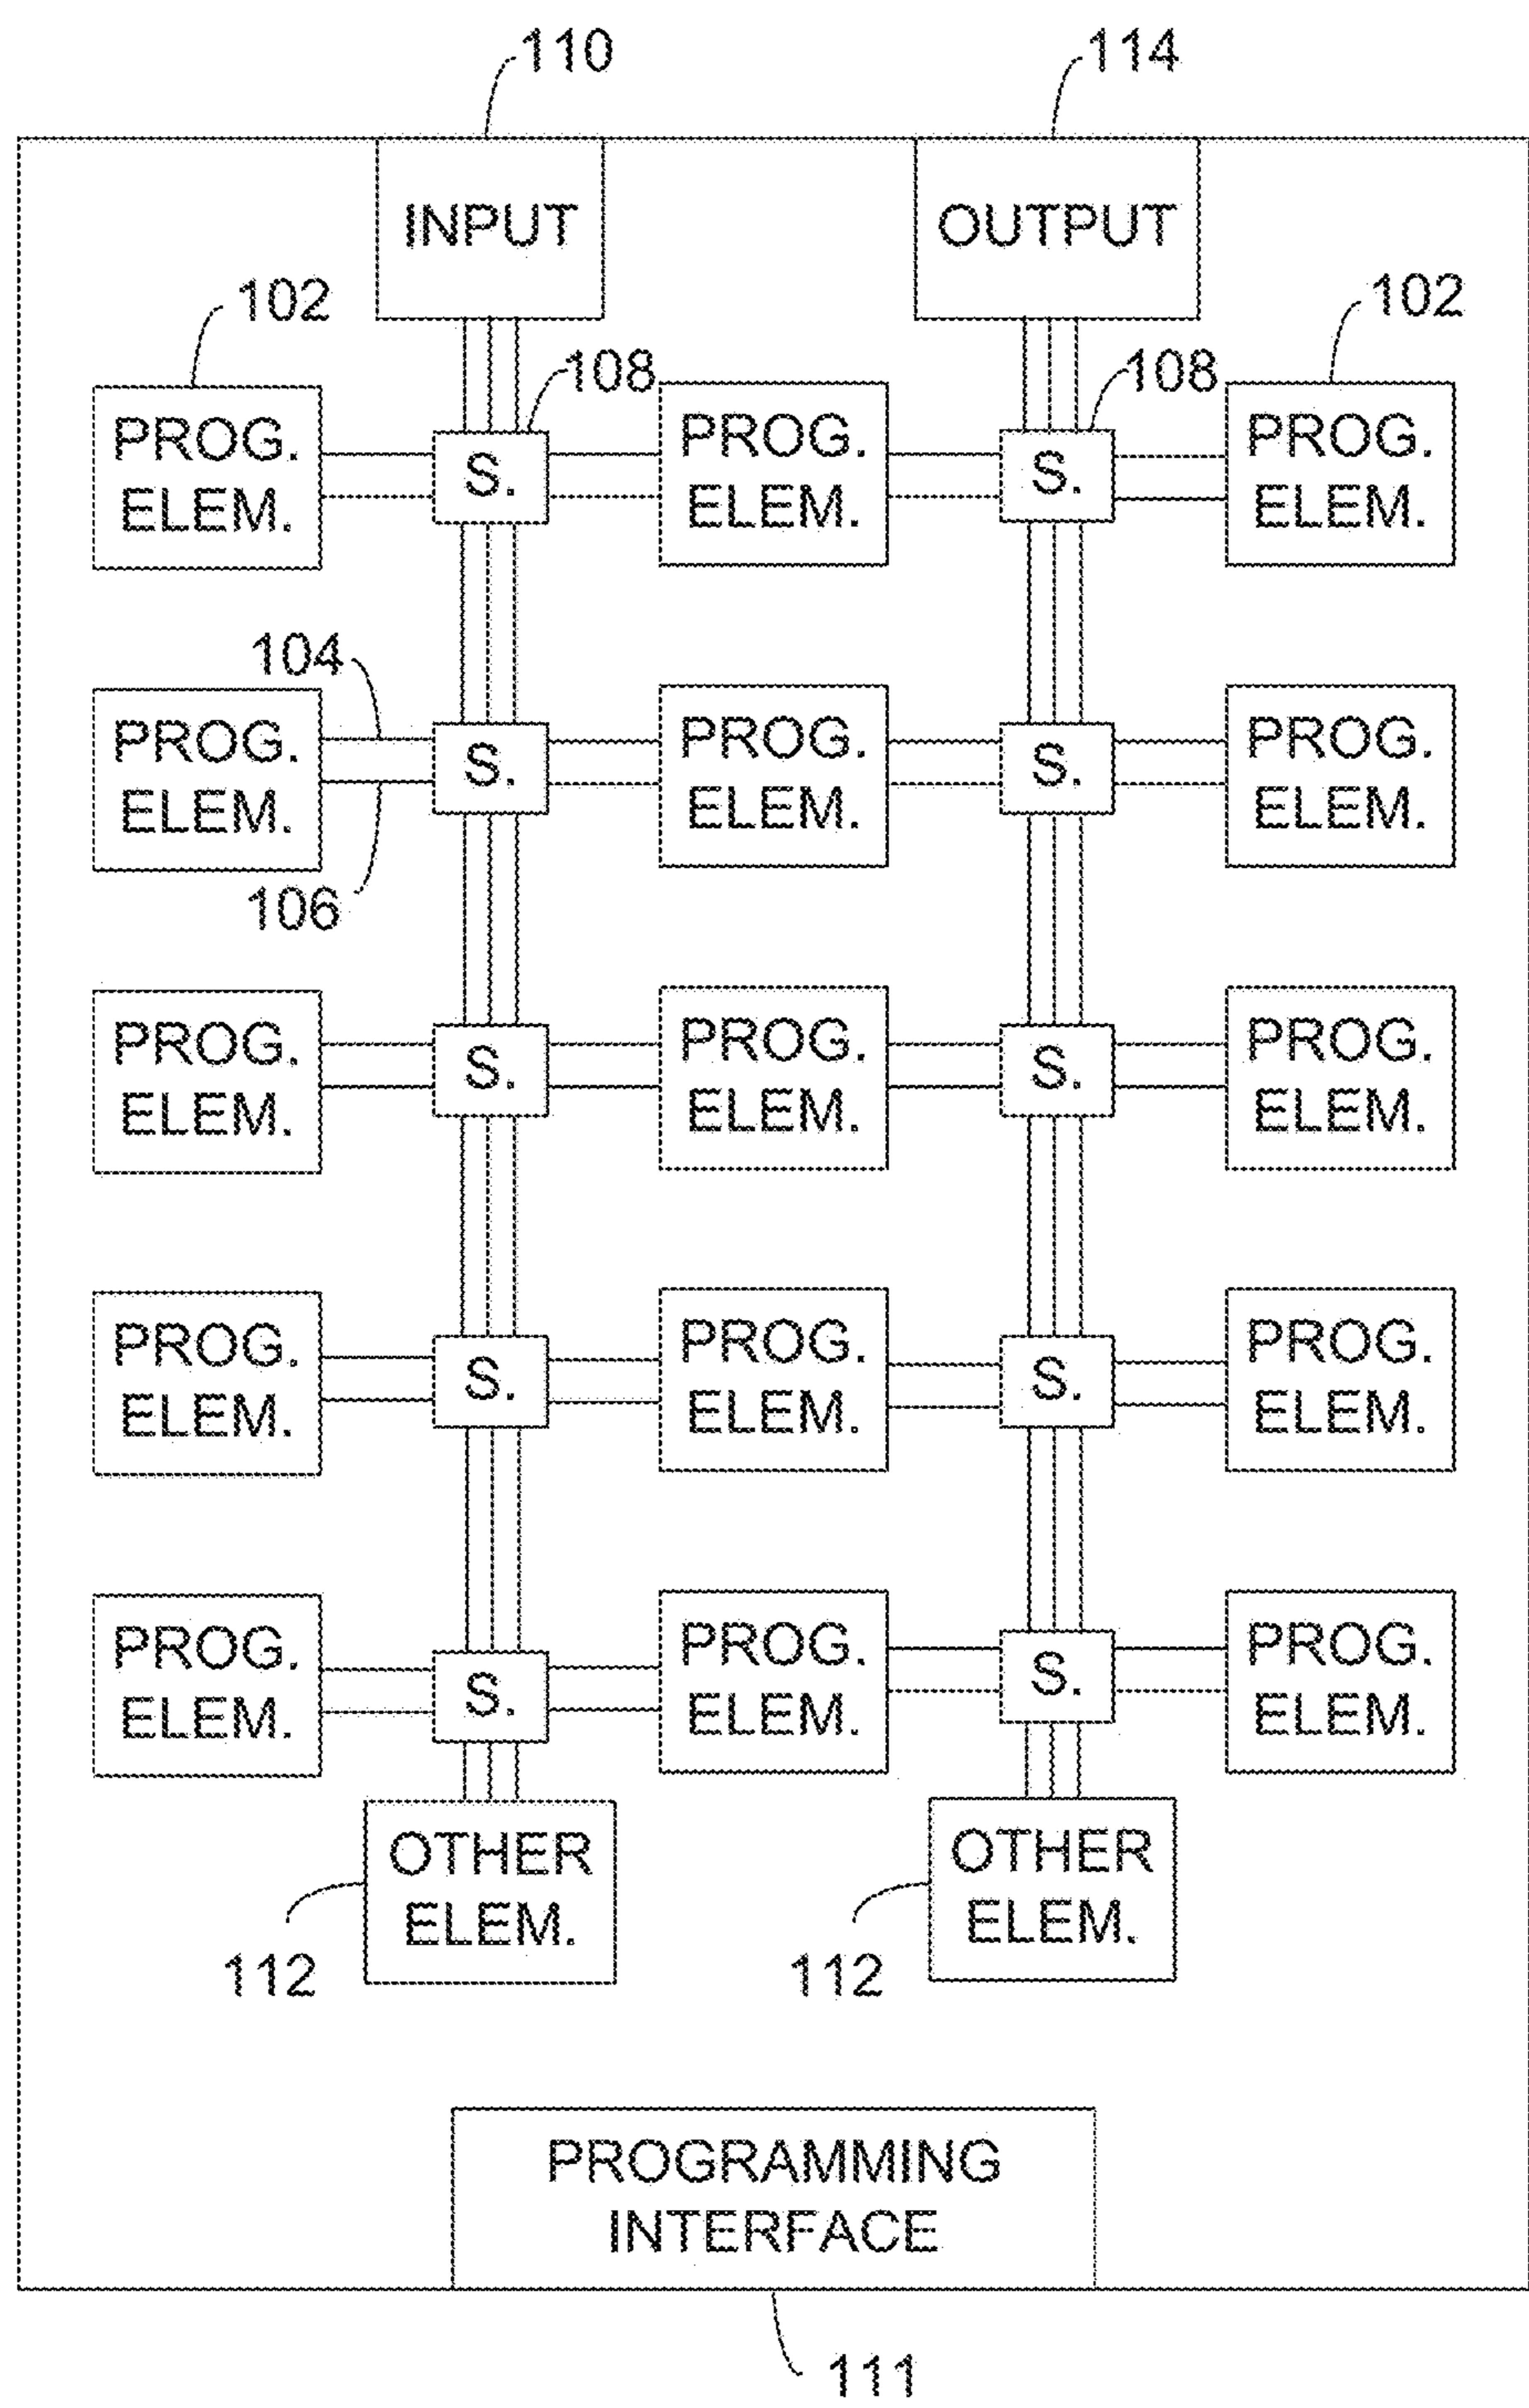 110
114
INPUT
OUTPUT
102
102
108
108
PROG.
ELEM.
S.
PROG.
ELEM.
S.
PROG.
ELEM.
104
PROG.
ELEM.
S.
PROG.
ELEM.
S.
PROG.
ELEM.
106
PROG.
ELEM.
S.
PROG.
ELEM.
S.
PROG.
ELEM.
PROG.
ELEM.
S.
PROG.
ELEM.
S.
PROG.
ELEM.
PROG.
ELEM.
S.
PROG.
ELEM.
S.
PROG.
ELEM.
OTHER
ELEM.
OTHER
ELEM.
112
112
PROGRAMMING
INTERFACE
111